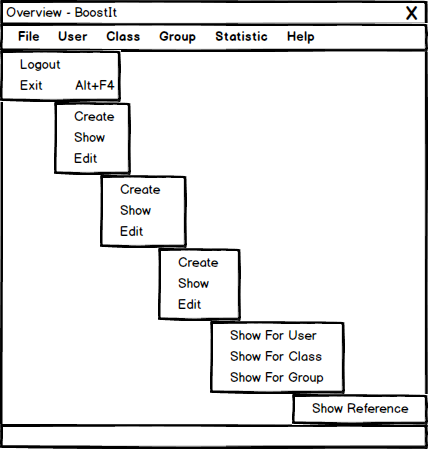 Overview - BoostIt X
File User Class Group Statistic Help
Logout
Exit Alt+F4
Create
Show
Edit
Create
Show
Edit
Create
Show
Edit
Show For User
Show For Class
Show For Group
Show Reference